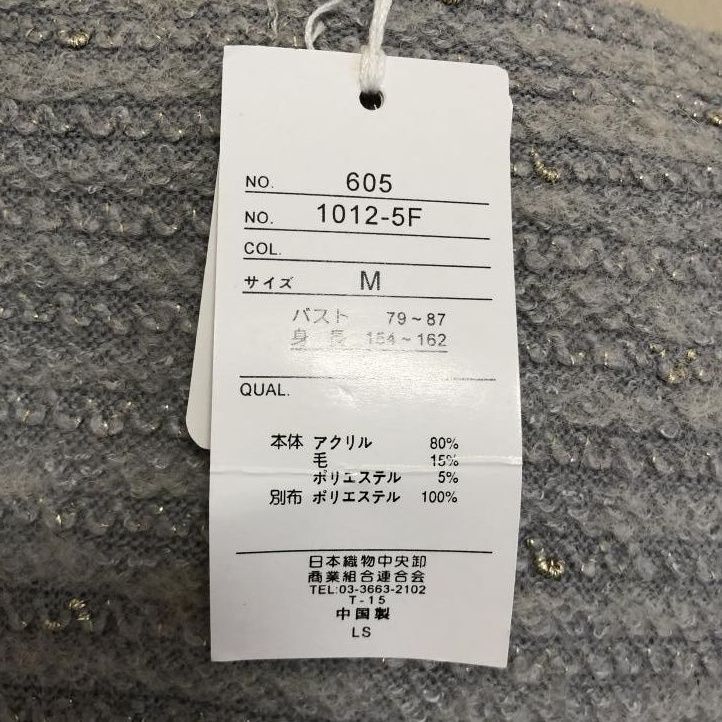 NO. 605
NO. 1012-5F
COL.
サイズ M
バスト 79~87
身長 154~162
QUAL.
本体 アクリル 80%
毛 15%
ポリエステル 5%
別布 ポリエステル 100%
日本織物中央卸
商業組合連合会
TEL:03-3663-2102
T-15
中国製
LS